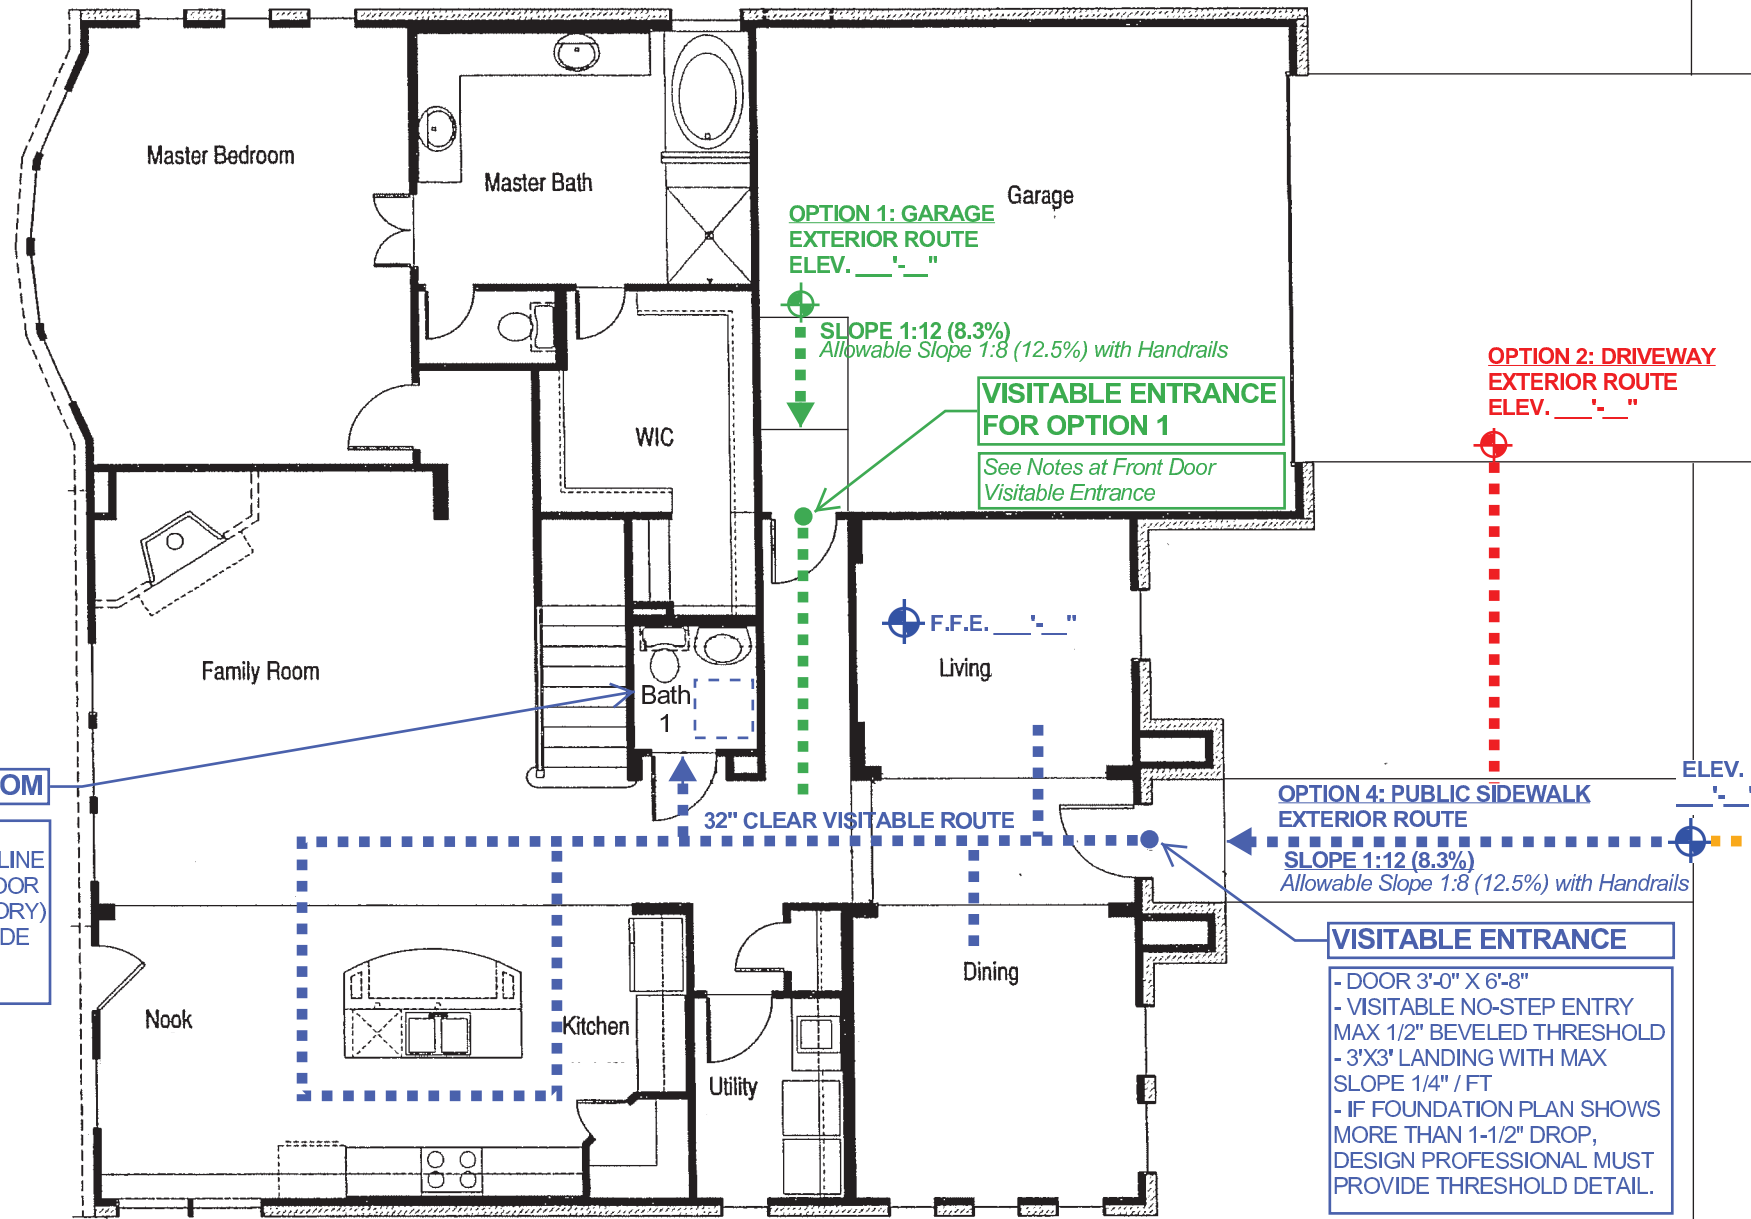 Master Bedroom
Master Bath
Garage
OPTION 1: GARAGE
EXTERIOR ROUTE
ELEV. ___'-__"
SLOPE 1:12 (8.3%)
Allowable Slope 1:8 (12.5%) with Handrails
VISITABLE ENTRANCE
FOR OPTION 1
See Notes at Front Door
Visitable Entrance
OPTION 2: DRIVEWAY
EXTERIOR ROUTE
ELEV. ___'-__"
WIC
F.F.E. ___'-__"
Living
Family Room
Bath
1
OM
LINE
OOR
ORY)
DE
32" CLEAR VISITABLE ROUTE
ELEV.
___'-__"
OPTION 4: PUBLIC SIDEWALK
EXTERIOR ROUTE
SLOPE 1:12 (8.3%)
Allowable Slope 1:8 (12.5%) with Handrails
VISITABLE ENTRANCE
- DOOR 3'-0" X 6'-8"
- VISITABLE NO-STEP ENTRY
MAX 1/2" BEVELED THRESHOLD
- 3'X3' LANDING WITH MAX
SLOPE 1/4" / FT
- IF FOUNDATION PLAN SHOWS
MORE THAN 1-1/2" DROP,
DESIGN PROFESSIONAL MUST
PROVIDE THRESHOLD DETAIL.
Dining
Nook
Kitchen
Utility